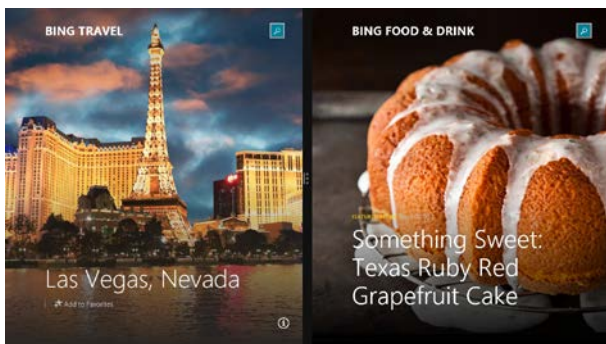 BING TRAVEL
Las Vegas, Nevada
Add to Favorites
BING FOOD & DRINK
Something Sweet:
Texas Ruby Red
Grapefruit Cake